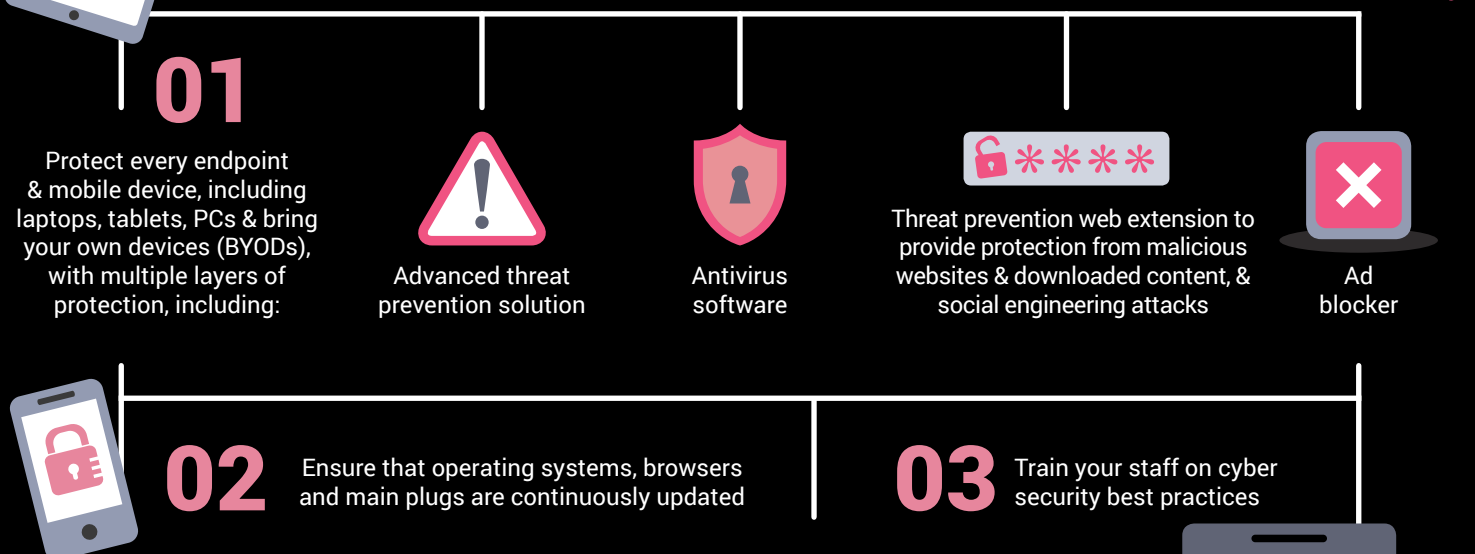 01
Protect every endpoint
& mobile device, including
laptops, tablets, PCs & bring
your own devices (BYODs),
with multiple layers of
protection, including:
Advanced threat
prevention solution
Antivirus
software
****
Threat prevention web extension to
provide protection from malicious
websites & downloaded content, &
social engineering attacks
Ad
blocker
02
Ensure that operating systems, browsers
and main plugs are continuously updated
03
Train your staff on cyber
security best practices